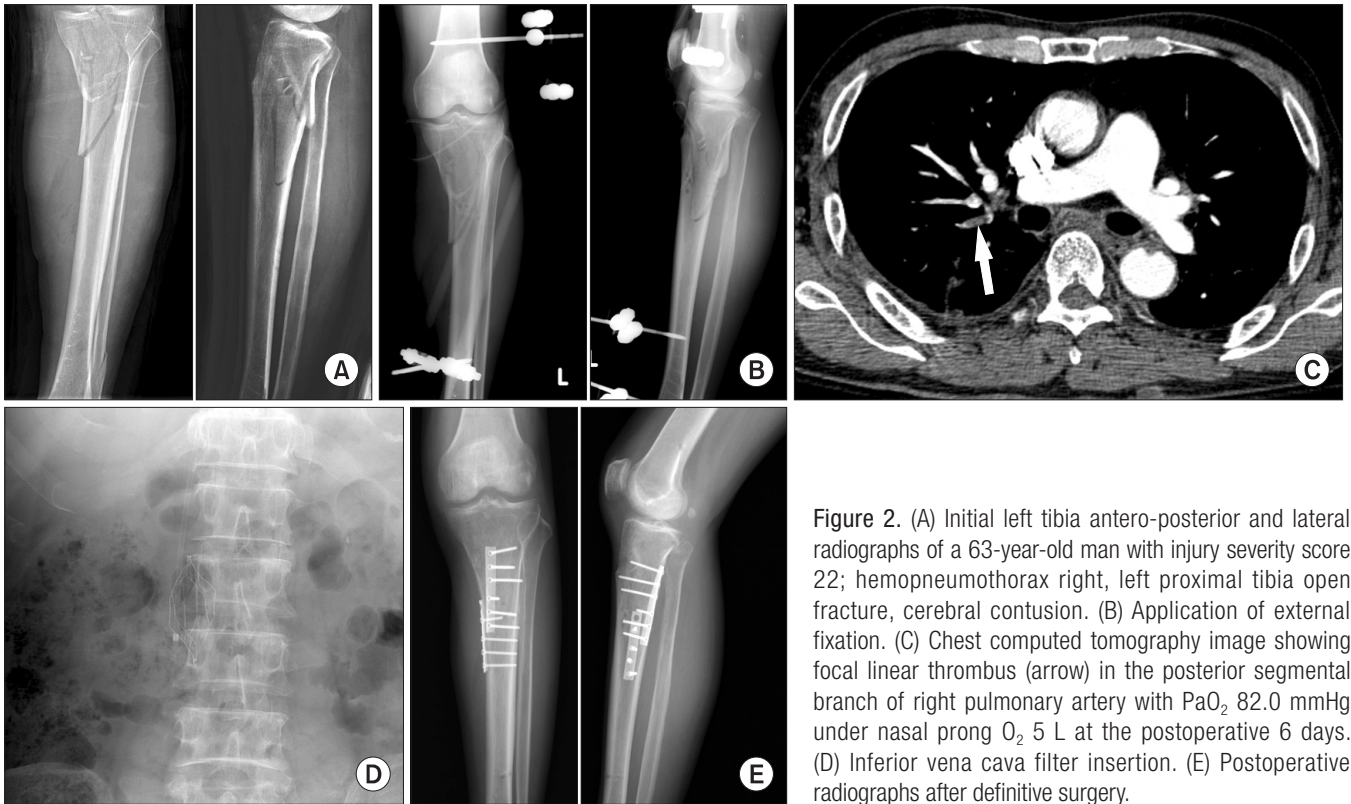 A
B
L
L
C
D
E
Figure 2. (A) Initial left tibia antero-posterior and lateral
radiographs of a 63-year-old man with injury severity score
22; hemopneumothorax right, left proximal tibia open
fracture, cerebral contusion. (B) Application of external
fixation. (C) Chest computed tomography image showing
focal linear thrombus (arrow) in the posterior segmental
branch of right pulmonary artery with PaO₂ 82.0 mmHg
under nasal prong O₂ 5 L at the postoperative 6 days.
(D) Inferior vena cava filter insertion. (E) Postoperative
radiographs after definitive surgery.